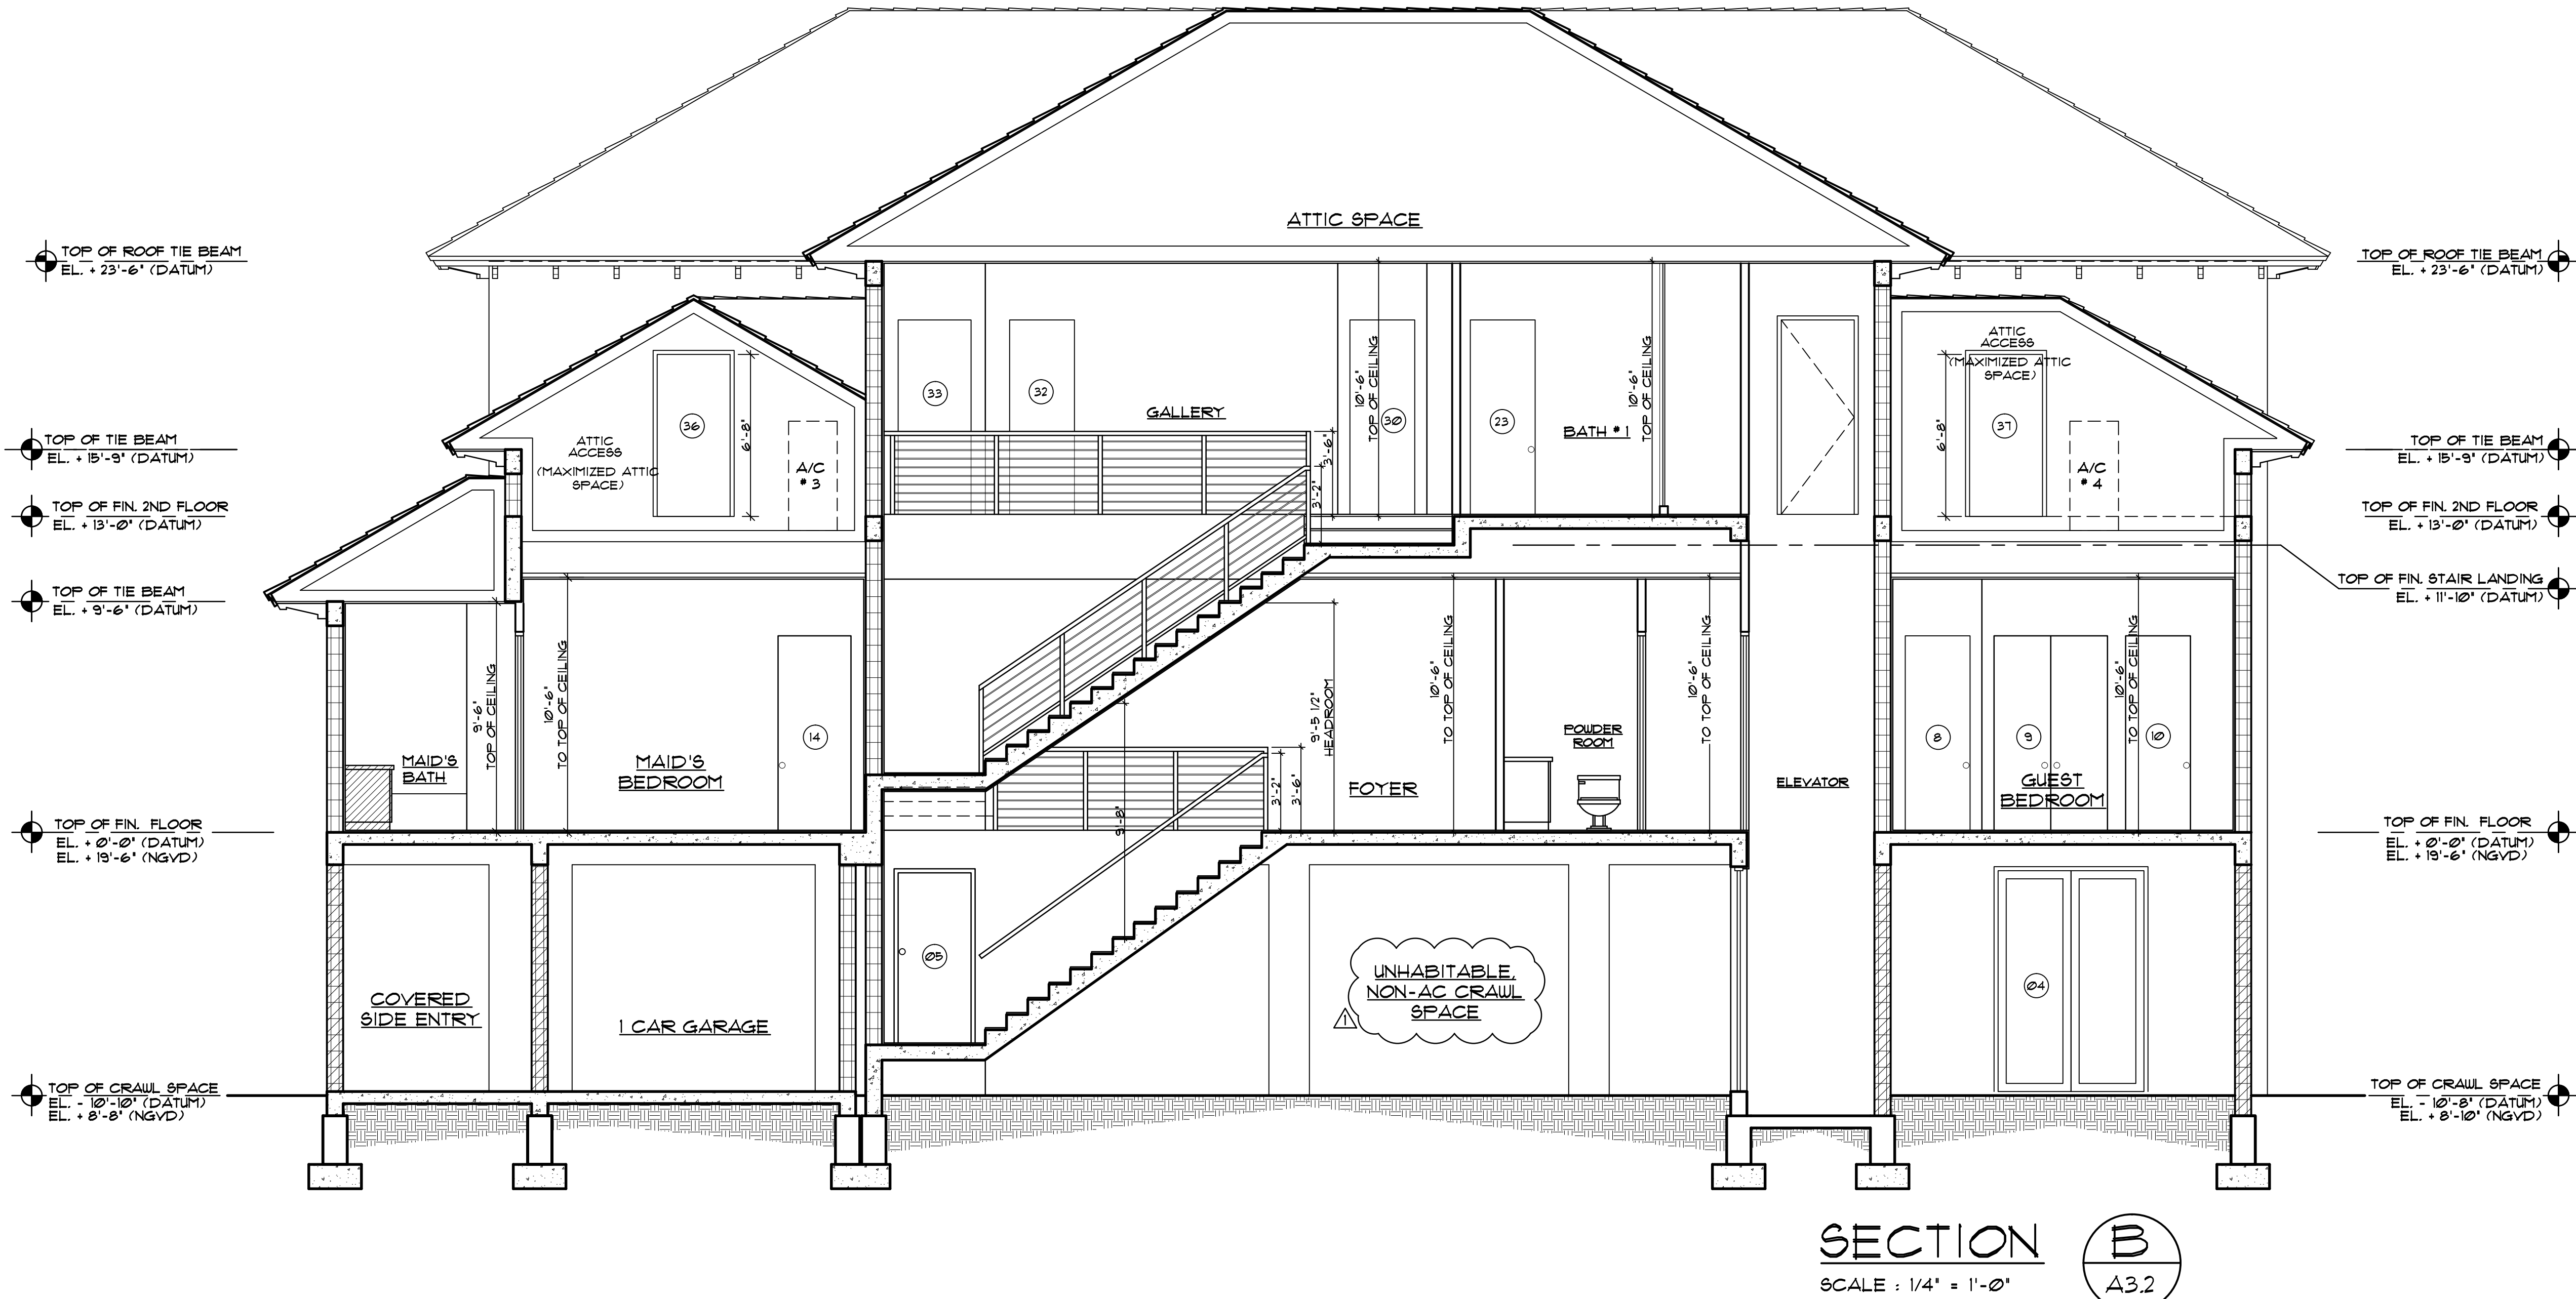 ATTIC SPACE
TOP OF ROOF TIE BEAM
EL. + 23'-6" (DATUM)
TOP OF ROOF TIE BEAM
EL. + 23'-6" (DATUM)
33
32
GALLERY
10'-6"
TOP OF CEILING
30
23
BATH #1
10'-6"
TOP OF CEILING
3'-6"
3'-2"
36
6'-8"
ATTIC
ACCESS
(MAXIMIZED ATTIC
SPACE)
A/C
#3
ATTIC
ACCESS
(MAXIMIZED ATTIC
SPACE)
6'-8"
37
A/C
#4
TOP OF TIE BEAM
EL. + 15'-9" (DATUM)
TOP OF TIE BEAM
EL. + 15'-9" (DATUM)
TOP OF FIN. 2ND FLOOR
EL. + 13'-0" (DATUM)
TOP OF FIN. 2ND FLOOR
EL. + 13'-0" (DATUM)
TOP OF TIE BEAM
EL. + 9'-6" (DATUM)
TOP OF FIN. STAIR LANDING
EL. + 11'-10" (DATUM)
9'-6"
TOP OF CEILING
MAID'S
BATH
10'-6"
TO TOP OF CEILING
MAID'S
BEDROOM
14
9'-8"
3'-2"
3'-6"
9'-5 1/2"
HEADROOM
FOYER
10'-6"
TO TOP OF CEILING
POWDER
ROOM
10'-6"
TO TOP OF CEILING
ELEVATOR
8
9
10
10'-6"
TO TOP OF CEILING
GUEST
BEDROOM
TOP OF FIN. FLOOR
EL. + 0'-0" (DATUM)
EL. + 19'-6" (NGVD)
TOP OF FIN. FLOOR
EL. + 0'-0" (DATUM)
EL. + 19'-6" (NGVD)
COVERED
SIDE ENTRY
1 CAR GARAGE
05
UNHABITABLE,
NON-AC CRAWL
SPACE
1
04
TOP OF CRAWL SPACE
EL. - 10'-10" (DATUM)
EL. + 8'-8" (NGVD)
TOP OF CRAWL SPACE
EL. - 10'-8" (DATUM)
EL. + 8'-10" (NGVD)
SECTION
SCALE : 1/4" = 1'-0"
B
A3.2